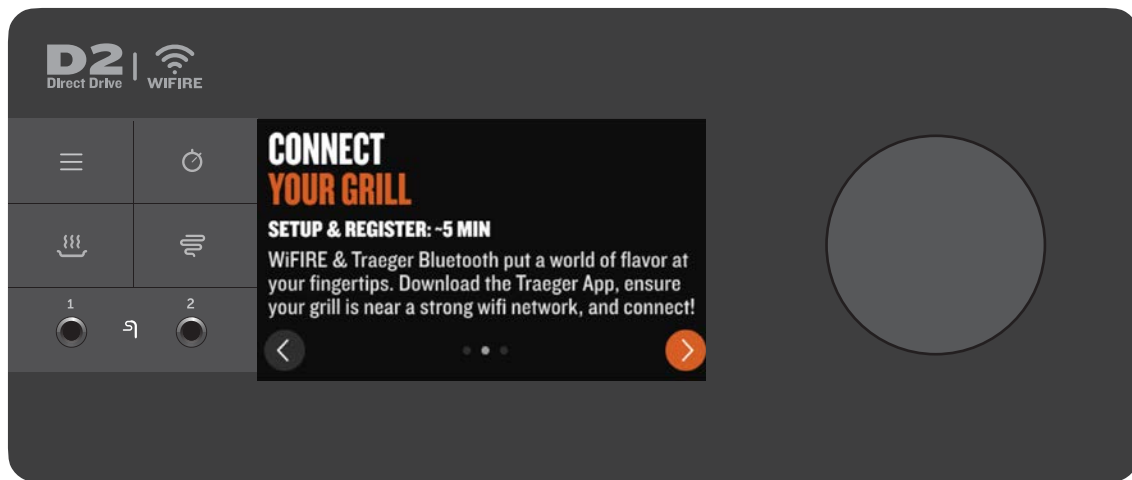 D2
Direct Drive
WIFIRE
CONNECT
YOUR GRILL
SETUP & REGISTER: ~5 MIN
WiFIRE & Traeger Bluetooth put a world of flavor at
your fingertips. Download the Traeger App, ensure
your grill is near a strong wifi network, and connect!
1
2